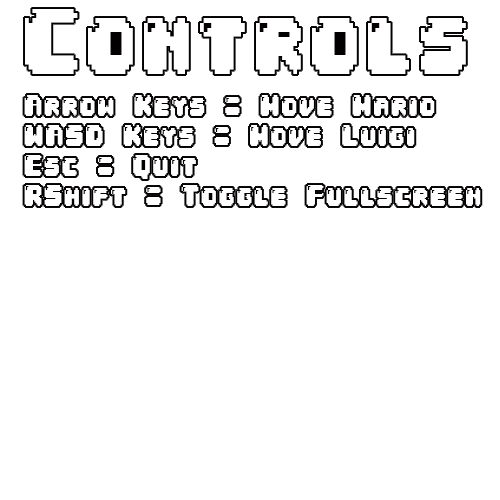 Controls
Arrow Keys = Move Mario
WASD Keys = Move Luigi
Esc = Quit
RShift = Toggle Fullscreen